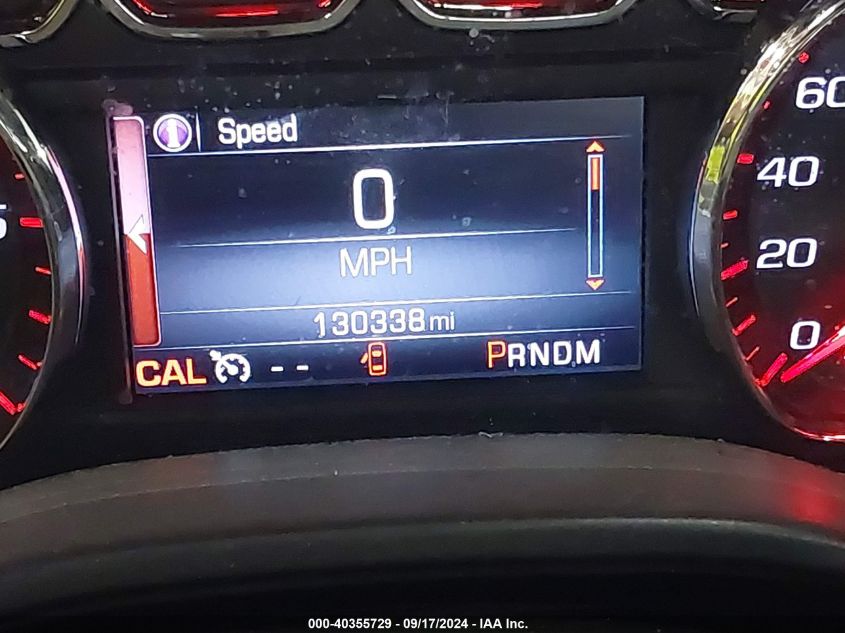 Speed
0
MPH
130338 mi
CAL -- PRNDM
60
40
20
0
000-40355729 - 09/17/2024 - IAA Inc.